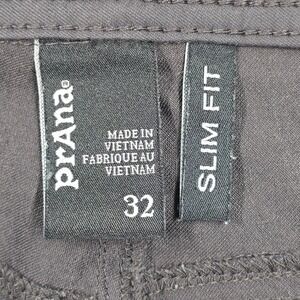 prAna®
MADE IN
VIETNAM
FABRIQUE AU
VIETNAM
32
SLIM FIT